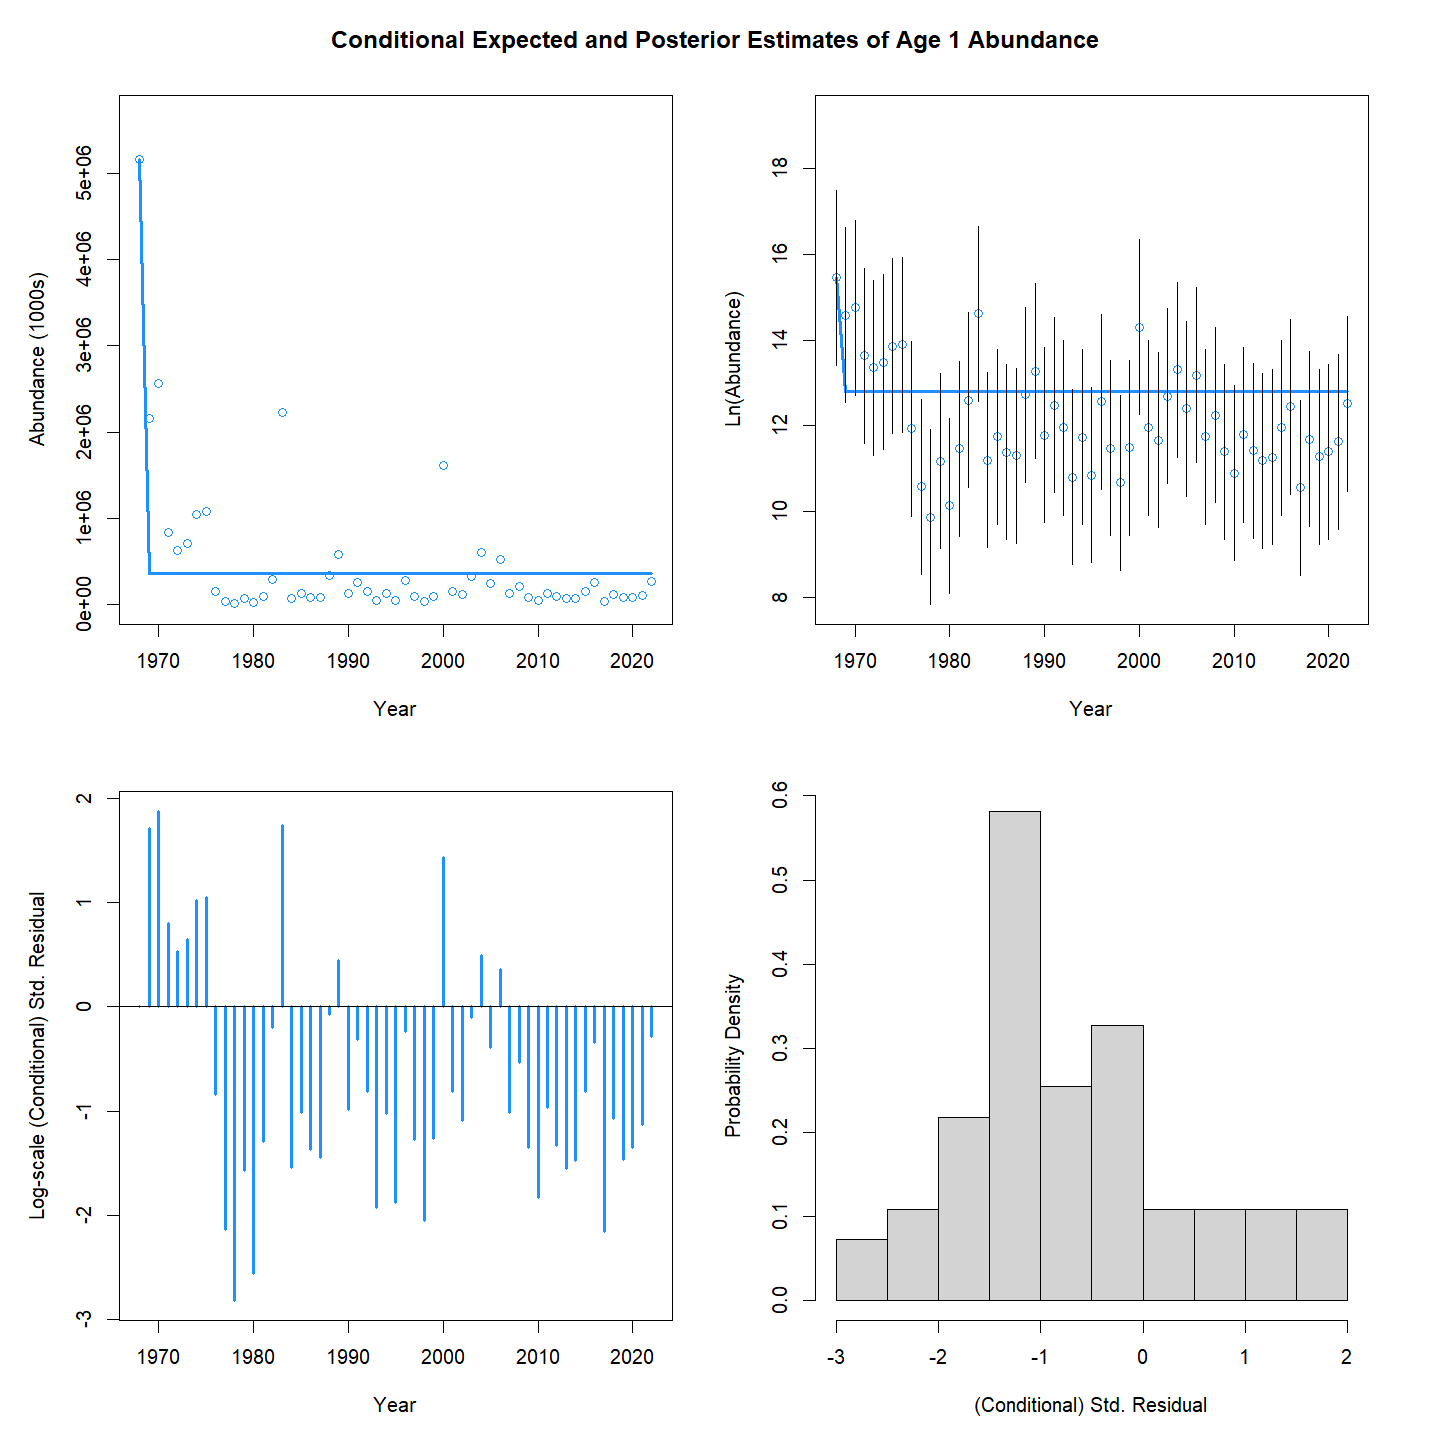 Conditional Expected and Posterior Estimates of Age 1 Abundance
Abundance (1000s)
5e+06
4e+06
3e+06
2e+06
1e+06
0e+00
1970 1980 1990 2000 2010 2020
Year
Ln(Abundance)
18
16
14
12
10
8
1970 1980 1990 2000 2010 2020
Year
Log-scale (Conditional) Std. Residual
2
1
0
-1
-2
-3
1970 1980 1990 2000 2010 2020
Year
Probability Density
0.6
0.5
0.4
0.3
0.2
0.1
0.0
-3 -2 -1 0 1 2
(Conditional) Std. Residual